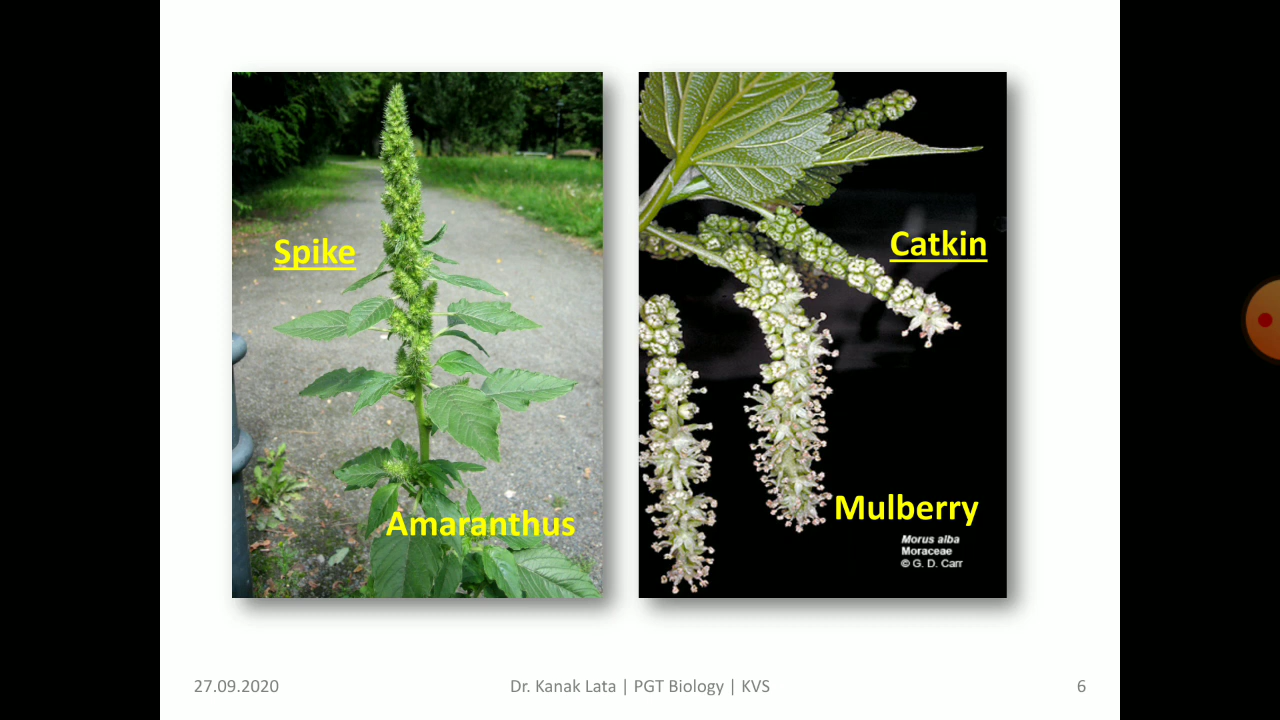 Spike
Amaranthus
Catkin
Mulberry
Morus alba
Moraceae
© G. D. Carr
27.09.2020
Dr. Kanak Lata | PGT Biology | KVS
6